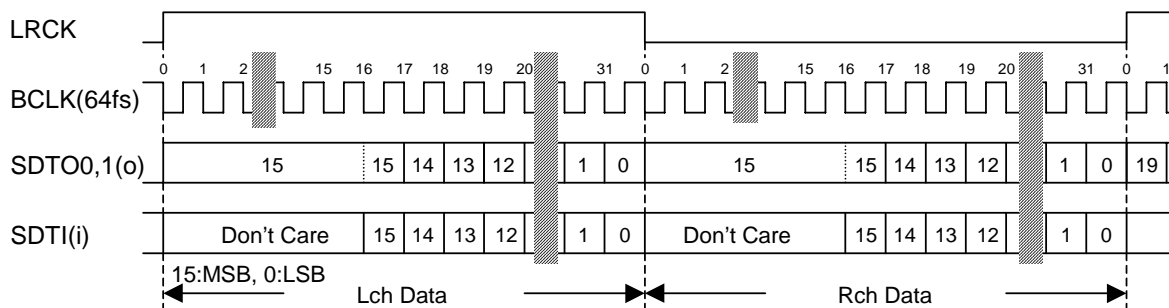 LRCK
0 1 2 15 16 17 18 19 20 31 0 1 2 15 16 17 18 19 20 31 0 1
BCLK(64fs)
SDTO0,1(o) 15 15 14 13 12 1 0 15 15 14 13 12 1 0 19
SDTI(i) Don't Care 15 14 13 12 1 0 Don't Care 15 14 13 12 1 0
15:MSB, 0:LSB
Lch Data Rch Data